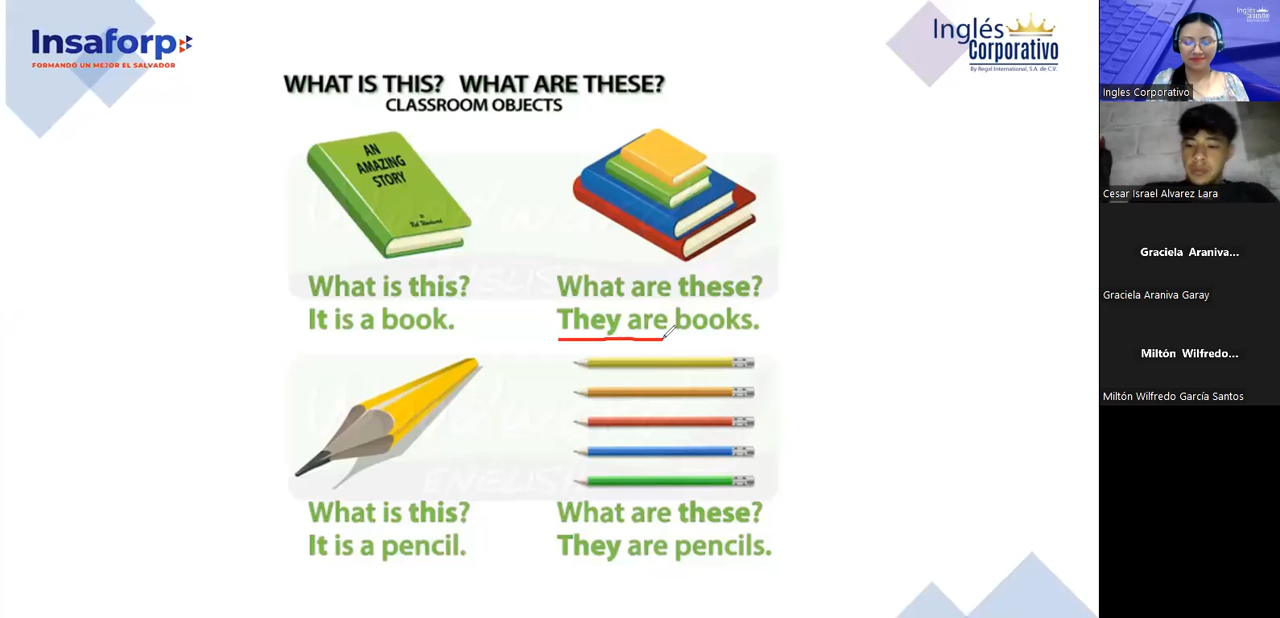 Insaforp
FORMANDO UN MEJOR EL SALVADOR
Inglés
Corporativo
By Regal International, S.A. de C.V.
WHAT IS THIS? WHAT ARE THESE?
CLASSROOM OBJECTS
AN
AMAZING
STORY
What is this?
It is a book.
What are these?
They are books.
ENGLISH
What is this?
It is a pencil.
What are these?
They are pencils.
Ingles Corporativo
Cesar Israel Alvarez Lara
Graciela Araniva...
Graciela Araniva Garay
Miltón Wilfredo...
Miltón Wilfredo García Santos